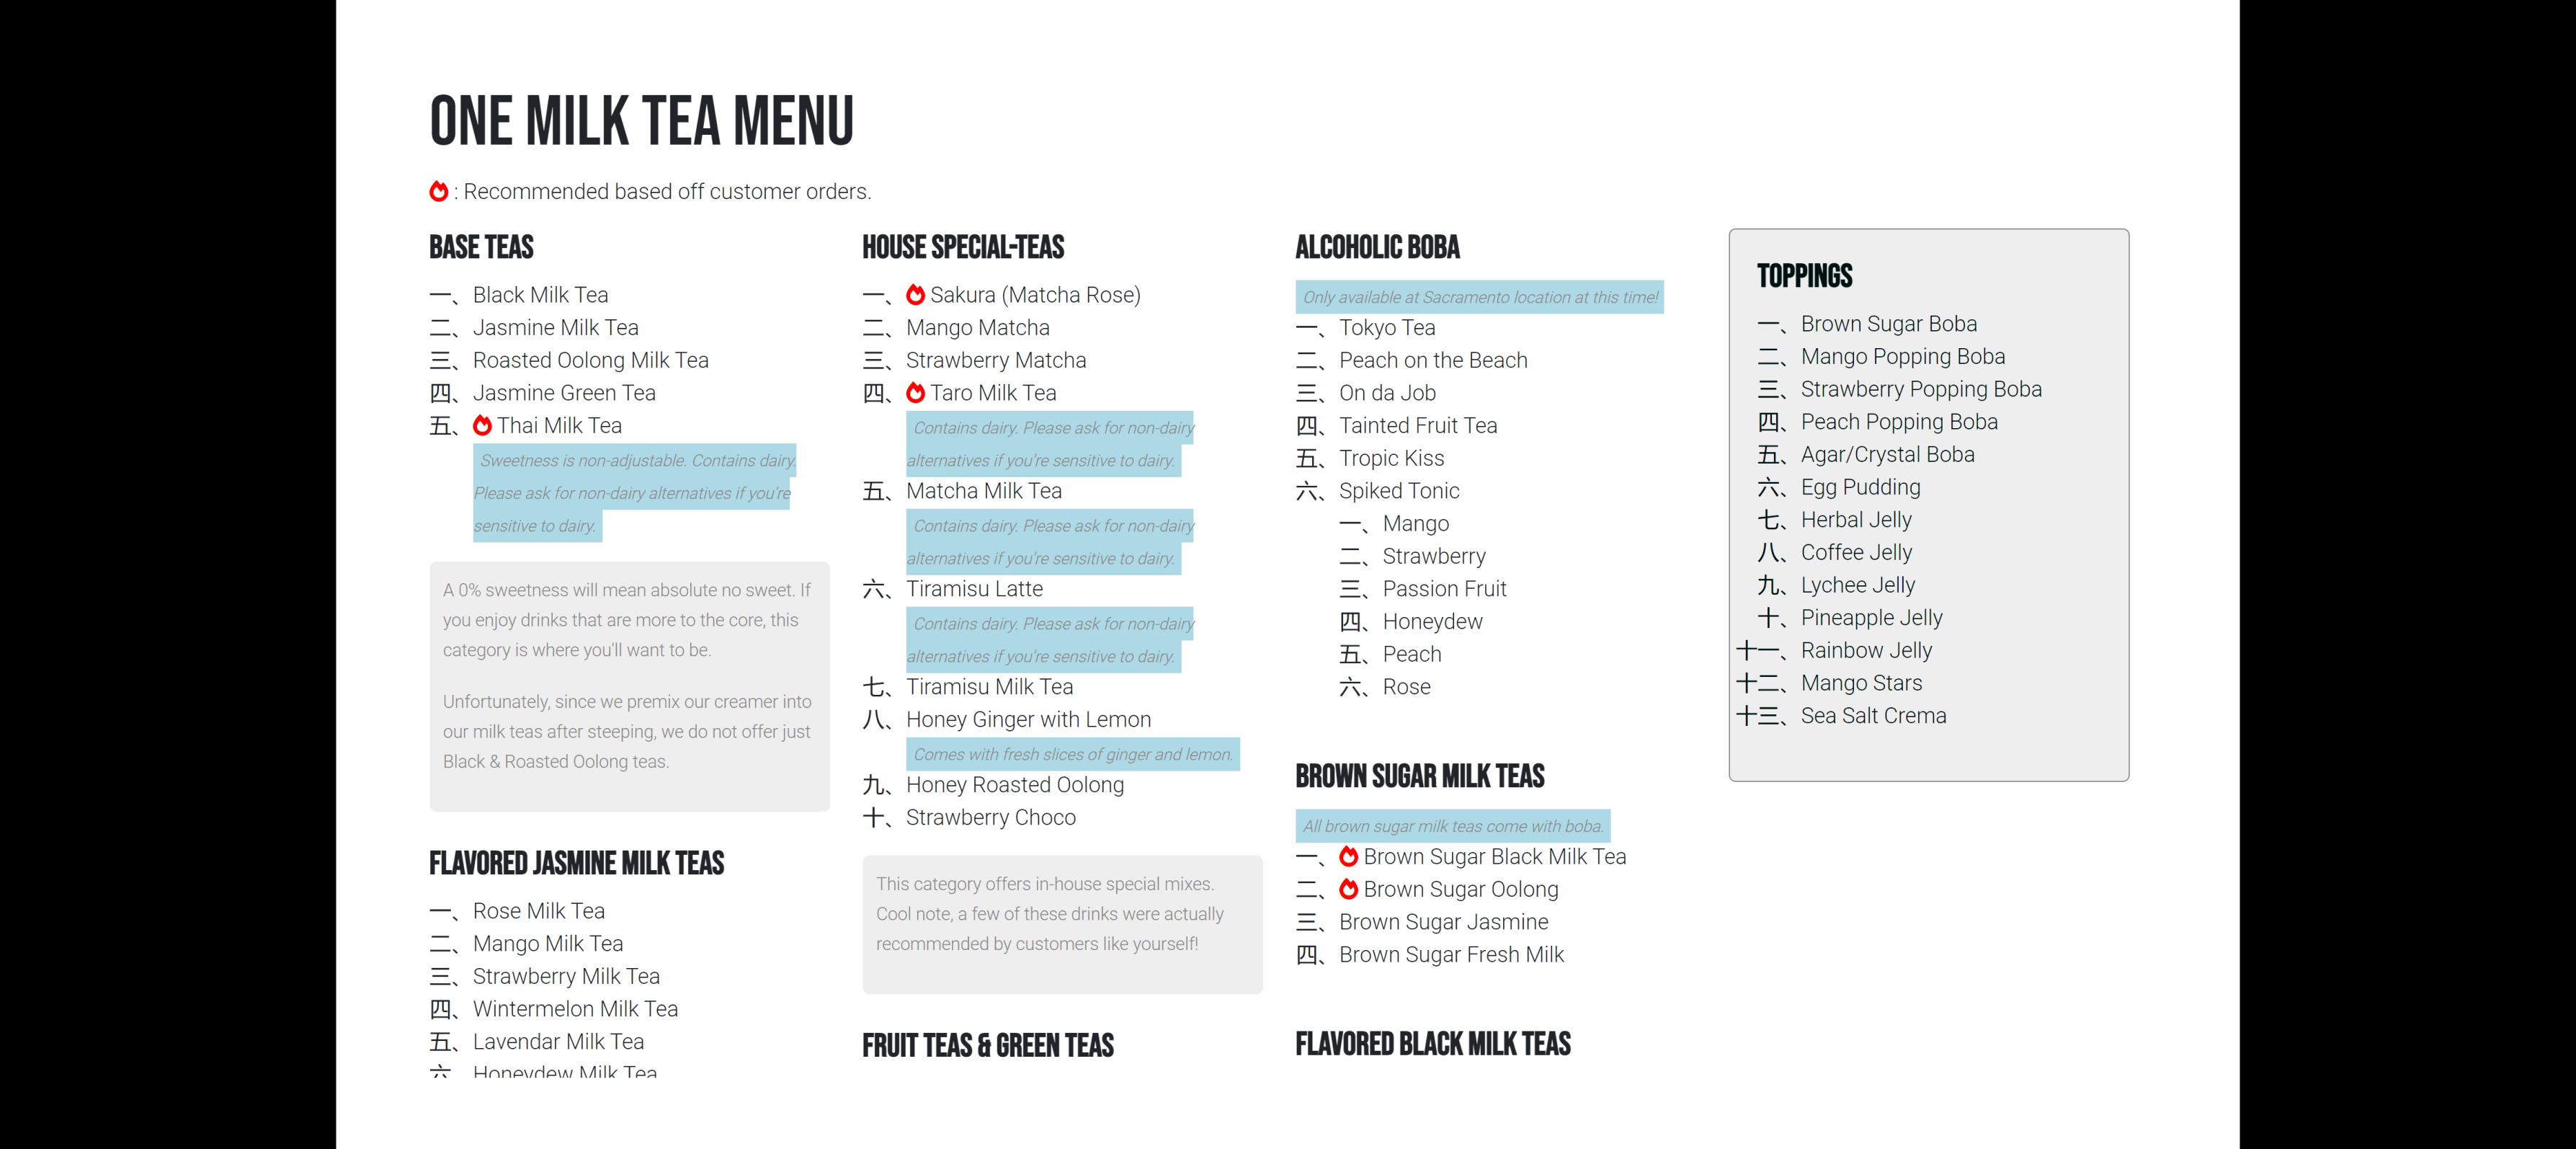 ONE MILK TEA MENU
: Recommended based off customer orders.
BASE TEAS
一、 Black Milk Tea
二、 Jasmine Milk Tea
三、 Roasted Oolong Milk Tea
四、 Jasmine Green Tea
五、 Thai Milk Tea
Sweetness is non-adjustable. Contains dairy.
Please ask for non-dairy alternatives if you're
sensitive to dairy.
A 0% sweetness will mean absolute no sweet. If
you enjoy drinks that are more to the core, this
category is where you'll want to be.
Unfortunately, since we premix our creamer into
our milk teas after steeping, we do not offer just
Black & Roasted Oolong teas.
FLAVORED JASMINE MILK TEAS
一、 Rose Milk Tea
二、 Mango Milk Tea
三、 Strawberry Milk Tea
四、 Wintermelon Milk Tea
五、 Lavendar Milk Tea
六 Honeydew Milk Tea
HOUSE SPECIAL-TEAS
一、 Sakura (Matcha Rose)
二、 Mango Matcha
三、 Strawberry Matcha
四、 Taro Milk Tea
Contains dairy. Please ask for non-dairy
alternatives if you're sensitive to dairy.
五、 Matcha Milk Tea
Contains dairy. Please ask for non-dairy
alternatives if you're sensitive to dairy.
六、 Tiramisu Latte
Contains dairy. Please ask for non-dairy
alternatives if you're sensitive to dairy.
七、 Tiramisu Milk Tea
八、 Honey Ginger with Lemon
Comes with fresh slices of ginger and lemon.
九、 Honey Roasted Oolong
十、 Strawberry Choco
This category offers in-house special mixes.
Cool note, a few of these drinks were actually
recommended by customers like yourself!
FRUIT TEAS & GREEN TEAS
ALCOHOLIC BOBA
Only available at Sacramento location at this time!
一、 Tokyo Tea
二、 Peach on the Beach
三、 On da Job
四、 Tainted Fruit Tea
五、 Tropic Kiss
六、 Spiked Tonic
一、 Mango
二、 Strawberry
三、 Passion Fruit
四、 Honeydew
五、 Peach
六、 Rose
BROWN SUGAR MILK TEAS
All brown sugar milk teas come with boba.
一、 Brown Sugar Black Milk Tea
二、 Brown Sugar Oolong
三、 Brown Sugar Jasmine
四、 Brown Sugar Fresh Milk
FLAVORED BLACK MILK TEAS
TOPPINGS
一、 Brown Sugar Boba
二、 Mango Popping Boba
三、 Strawberry Popping Boba
四、 Peach Popping Boba
五、 Agar/Crystal Boba
六、 Egg Pudding
七、 Herbal Jelly
八、 Coffee Jelly
九、 Lychee Jelly
十、 Pineapple Jelly
十一、 Rainbow Jelly
十二、 Mango Stars
十三、 Sea Salt Crema